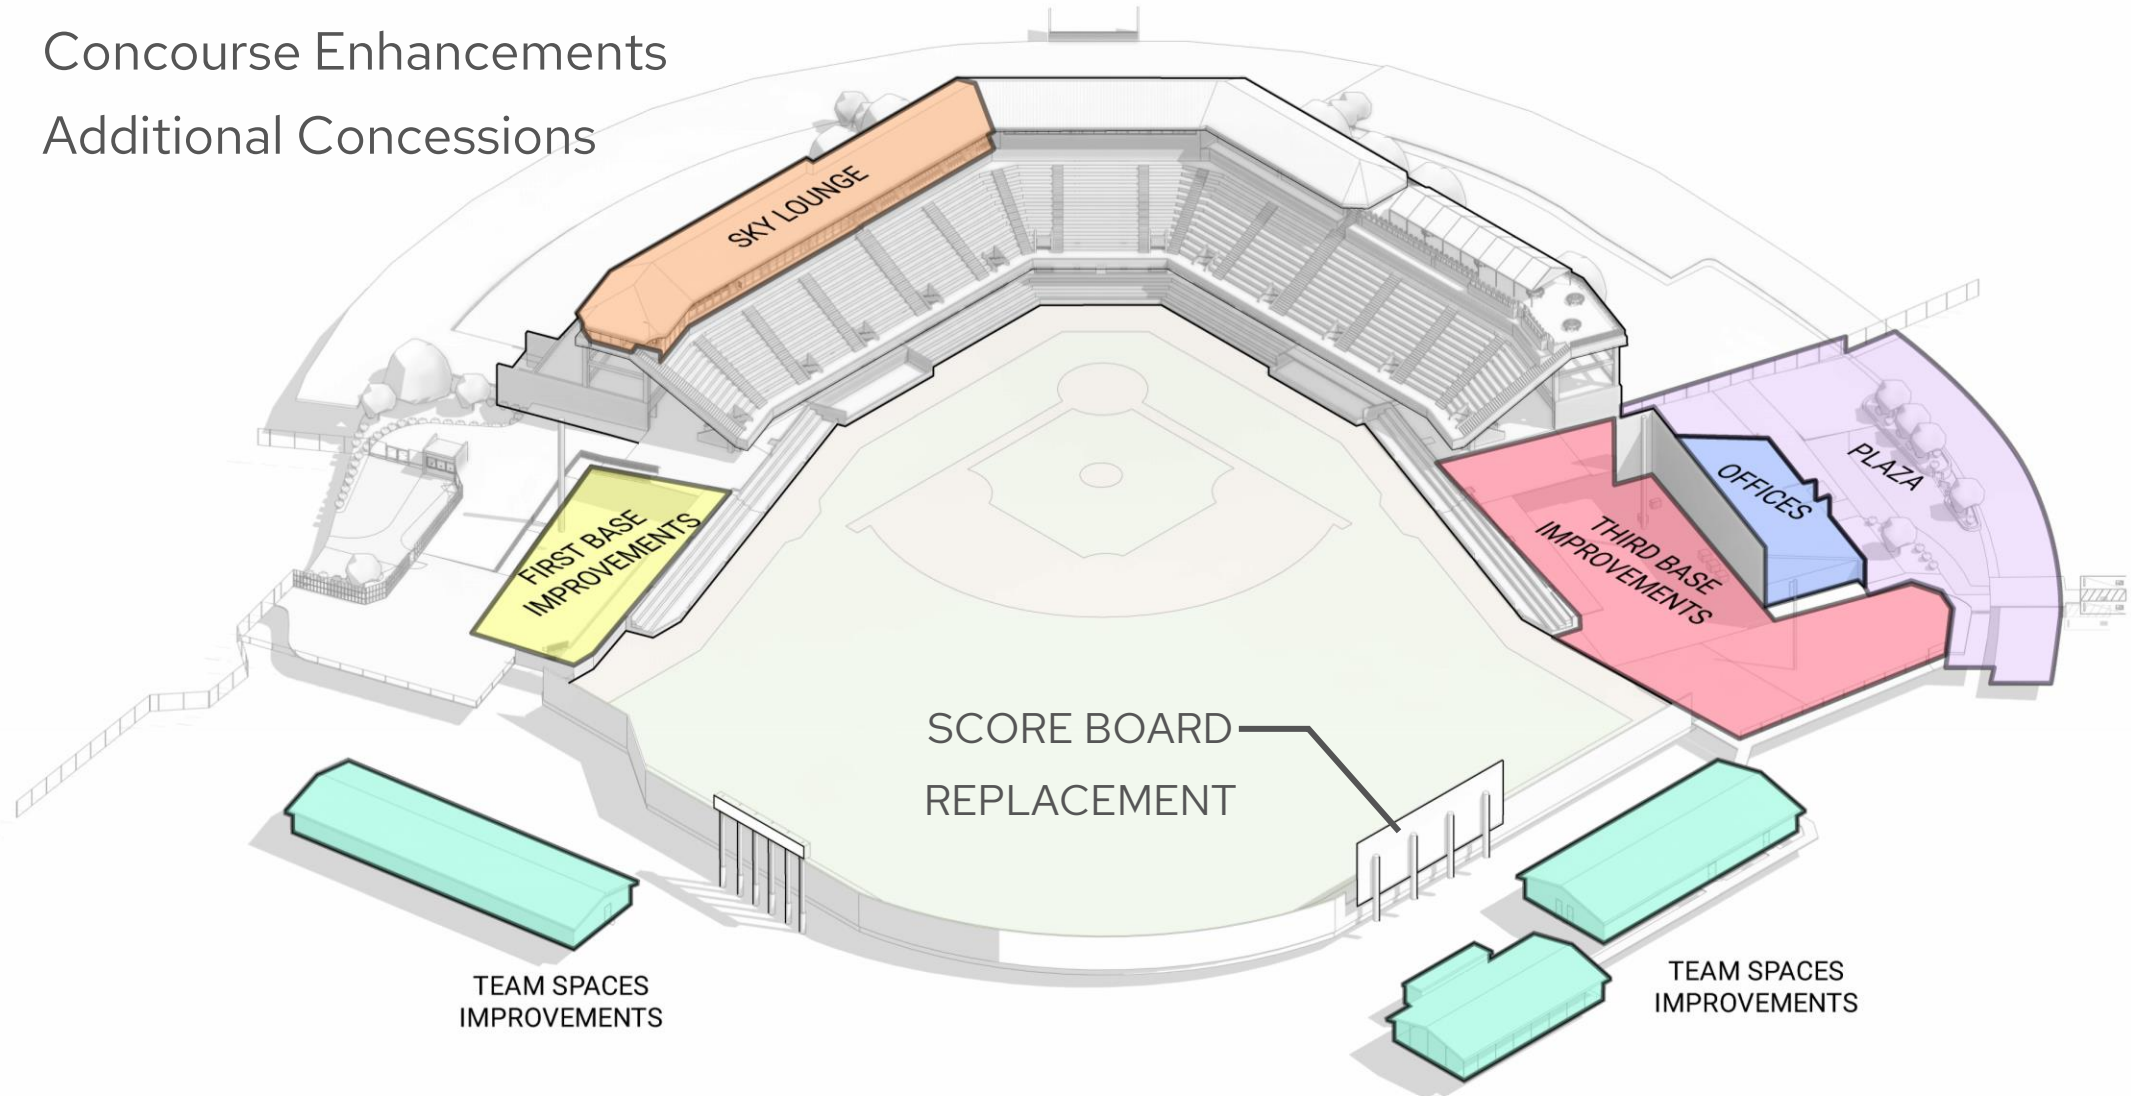 Concourse Enhancements
Additional Concessions
SKY LOUNGE
PLAZA
OFFICES
FIRST BASE
IMPROVEMENTS
THIRD BASE
IMPROVEMENTS
SCORE BOARD
REPLACEMENT
TEAM SPACES
IMPROVEMENTS
TEAM SPACES
IMPROVEMENTS